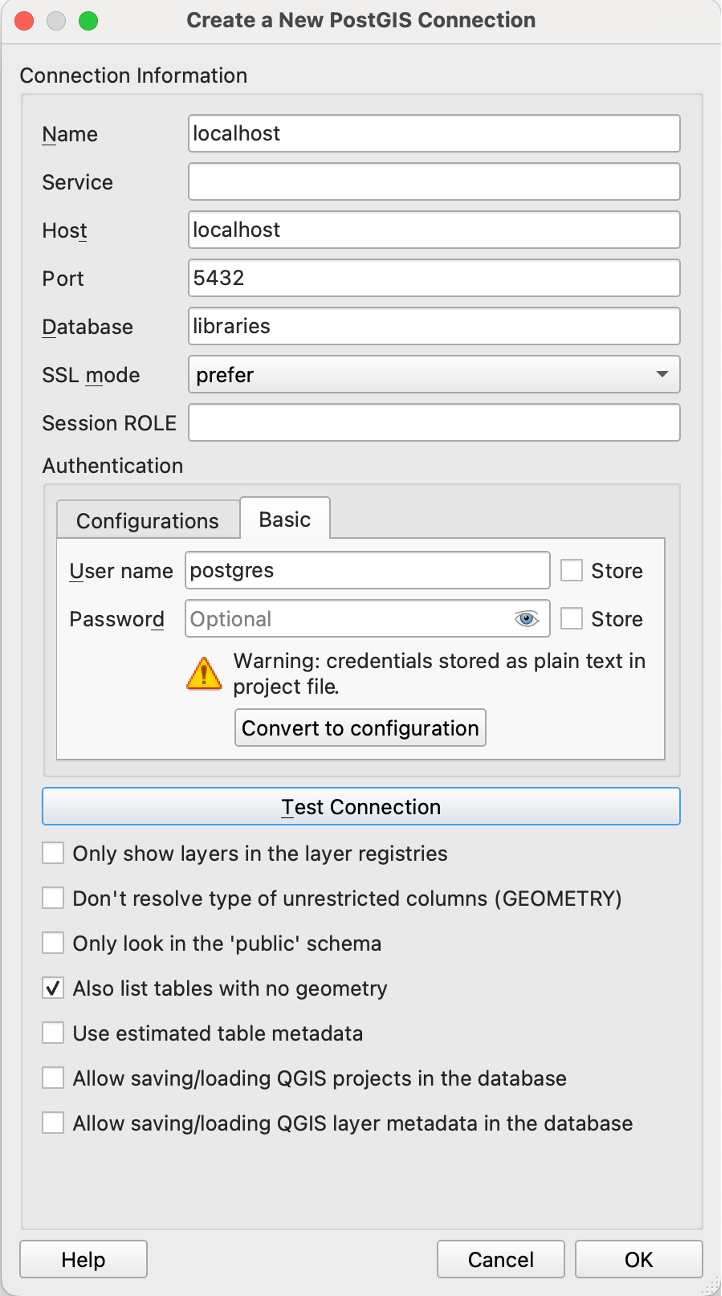 Create a New PostGIS Connection
Connection Information
Name localhost
Service
Host localhost
Port 5432
Database libraries
SSL mode prefer
Session ROLE
Authentication
Configurations Basic
User name postgres Store
Password Optional Store
Warning: credentials stored as plain text in
project file.
Convert to configuration
Test Connection
Only show layers in the layer registries
Don't resolve type of unrestricted columns (GEOMETRY)
Only look in the 'public' schema
Also list tables with no geometry
Use estimated table metadata
Allow saving/loading QGIS projects in the database
Allow saving/loading QGIS layer metadata in the database
Help Cancel OK